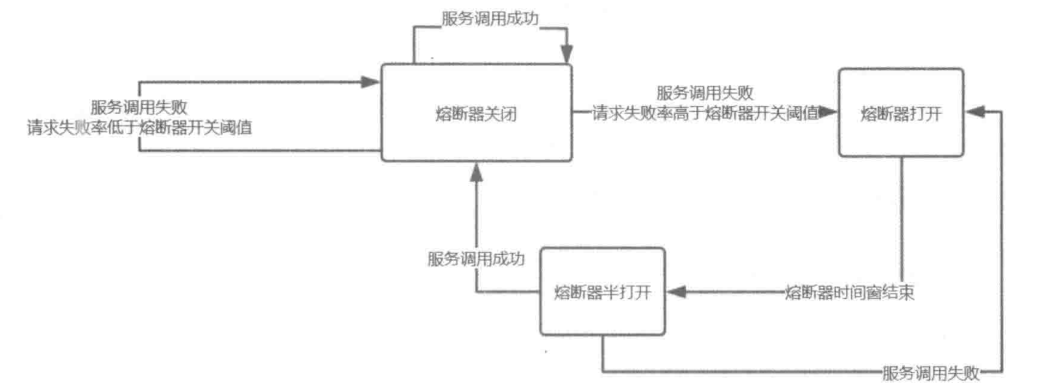 服务调用成功
服务调用失败
请求失败率低于熔断器开关阈值
熔断器关闭
服务调用失败
请求失败率高于熔断器开关阈值
熔断器打开
服务调用成功
熔断器半打开
熔断器时间窗结束
服务调用失败